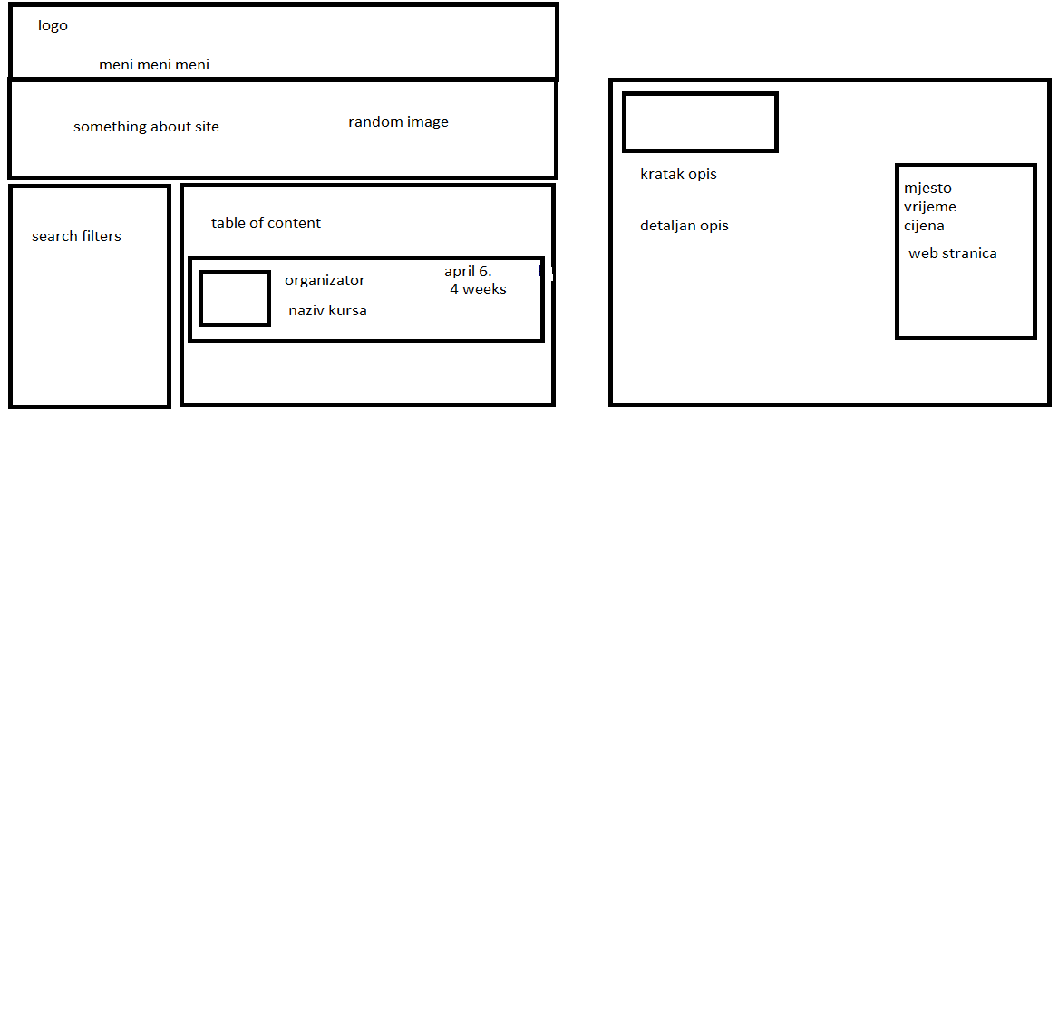 logo
meni meni meni
something about site
random image
search filters
table of content
organizator
naziv kursa
april 6.
4 weeks
kratak opis
detaljan opis
mjesto
vrijeme
cijena
web stranica